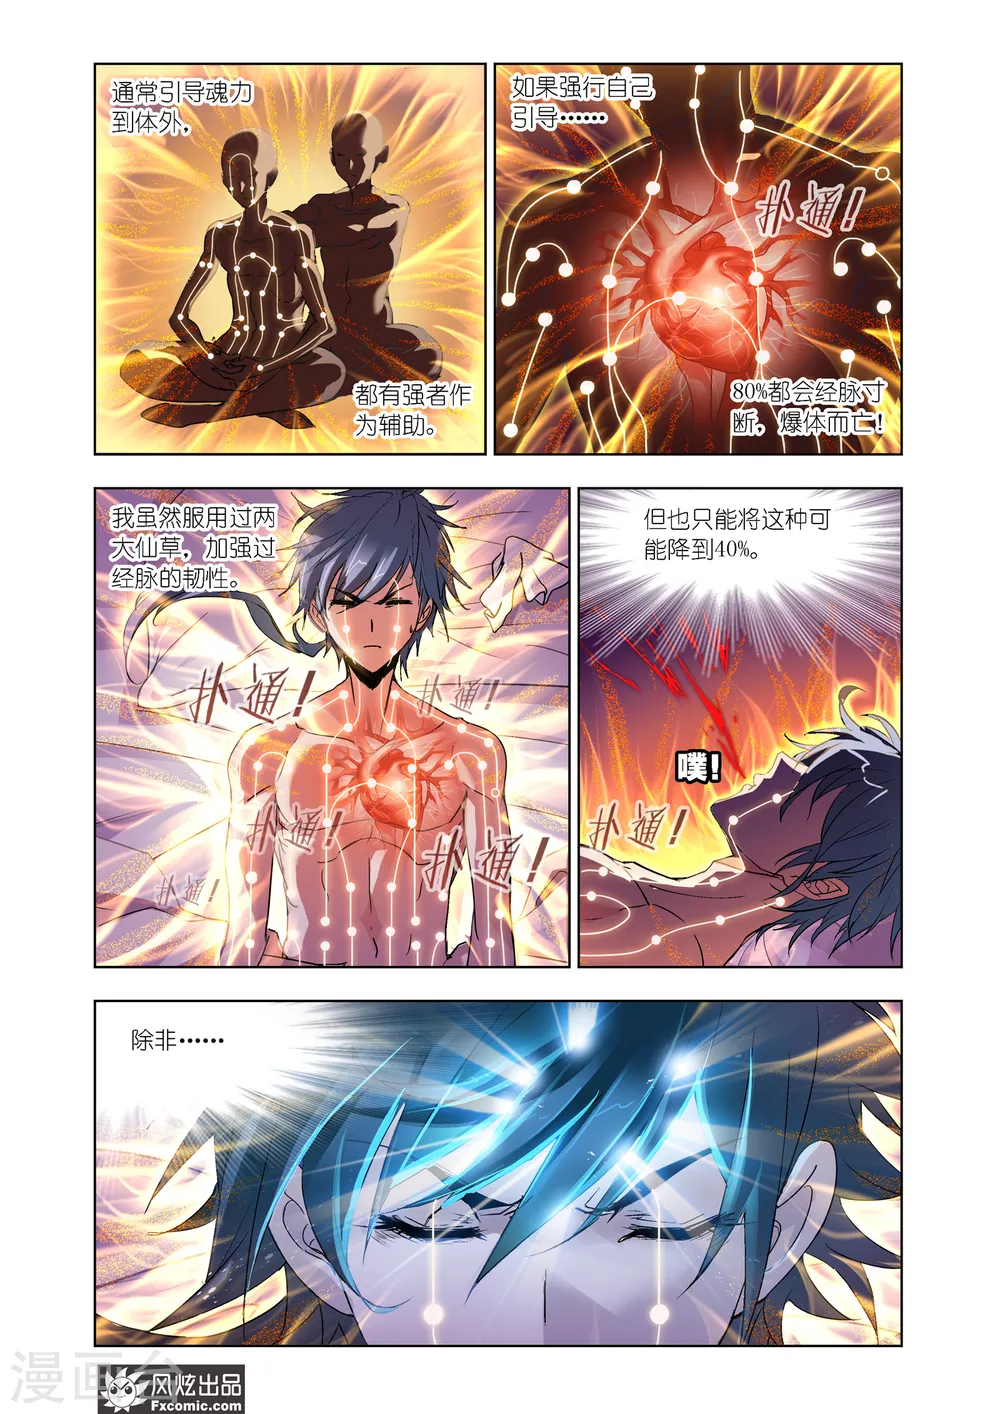 通常引导魂力
到体外，
都有强者作
为辅助。
如果强行自己
引导……
扑通！
80%都会经脉寸
断，爆体而亡！
我虽然服用过两
大仙草，加强过
经脉的韧性。
扑通！
扑通！
扑通！
扑通！
扑通！
但也只能将这种可
能降到40%。
噗！
扑通！
除非……
漫画台
风炫出品
Fxcomic.com